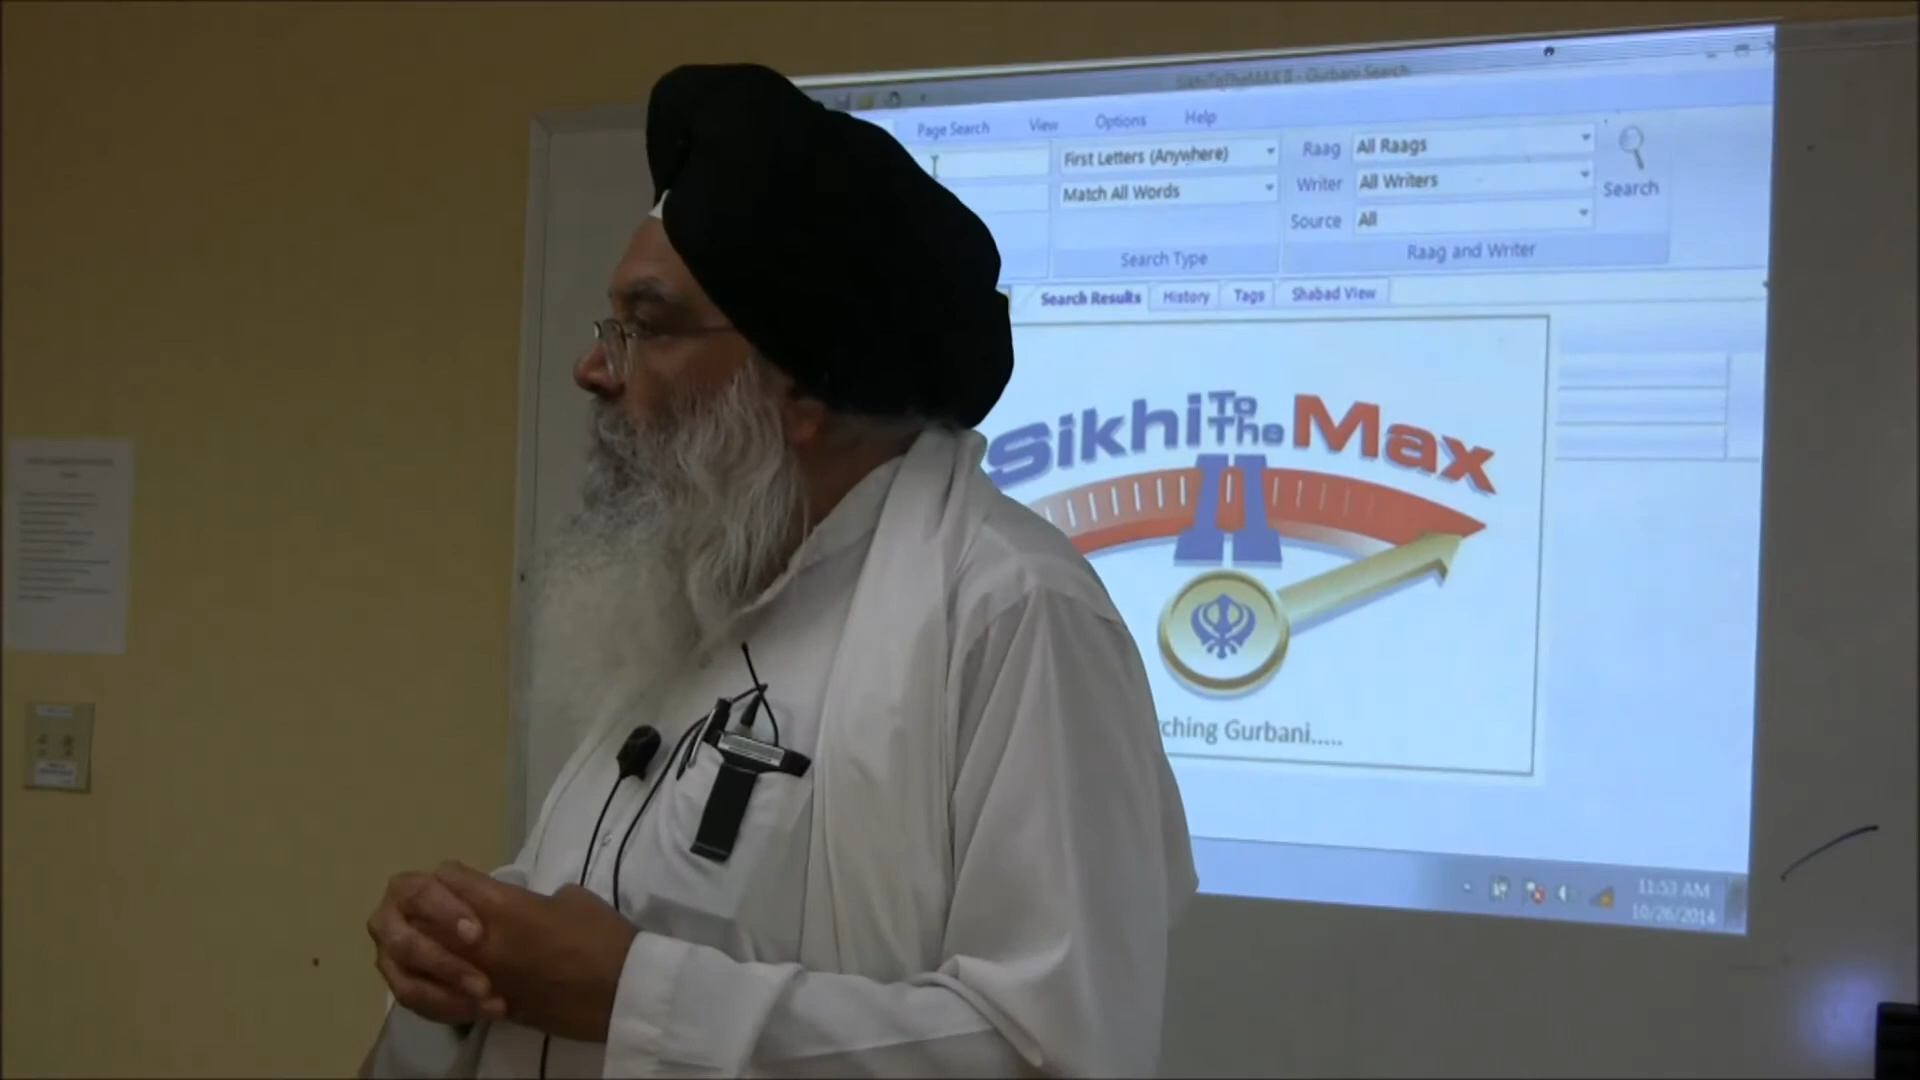 SikhiToTheMAX II - Gurbani Search
Page Search View Options Help
First Letters (Anywhere) Raag All Raags
Match All Words Writer All Writers
Search
Source All
Search Type Raag and Writer
Search Results History Tags Shabad View
Sikhi To The Max
II
ching Gurbani.....
11:53 AM
10/26/2014